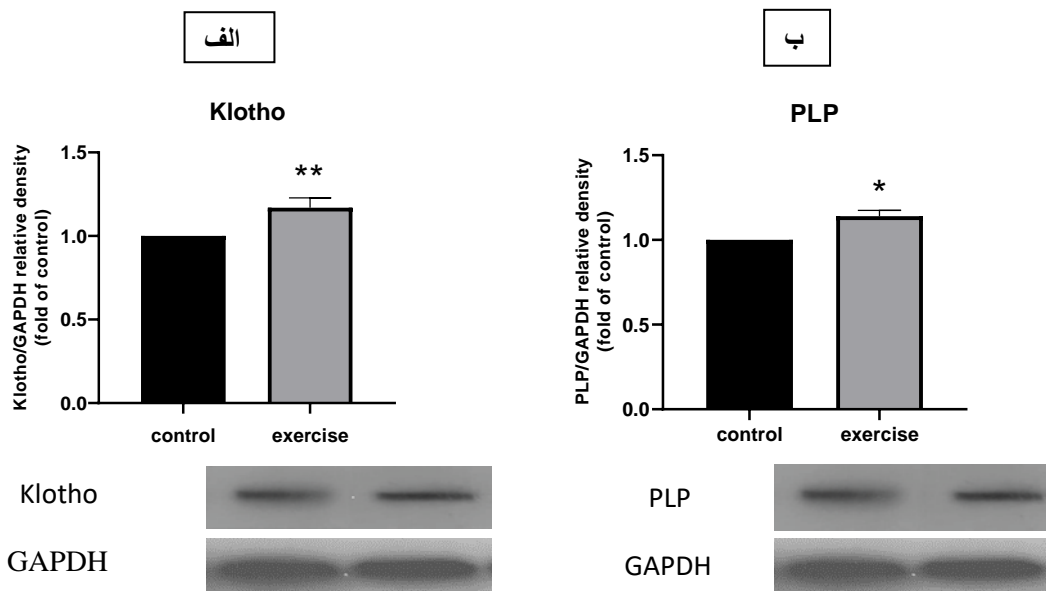 الف
Klotho
Klotho/GAPDH relative density
(fold of control)
1.5
1.0
0.5
0.0
**
control
exercise
Klotho
GAPDH
ب
PLP
PLP/GAPDH relative density
(fold of control)
1.5
1.0
0.5
0.0
*
control
exercise
PLP
GAPDH